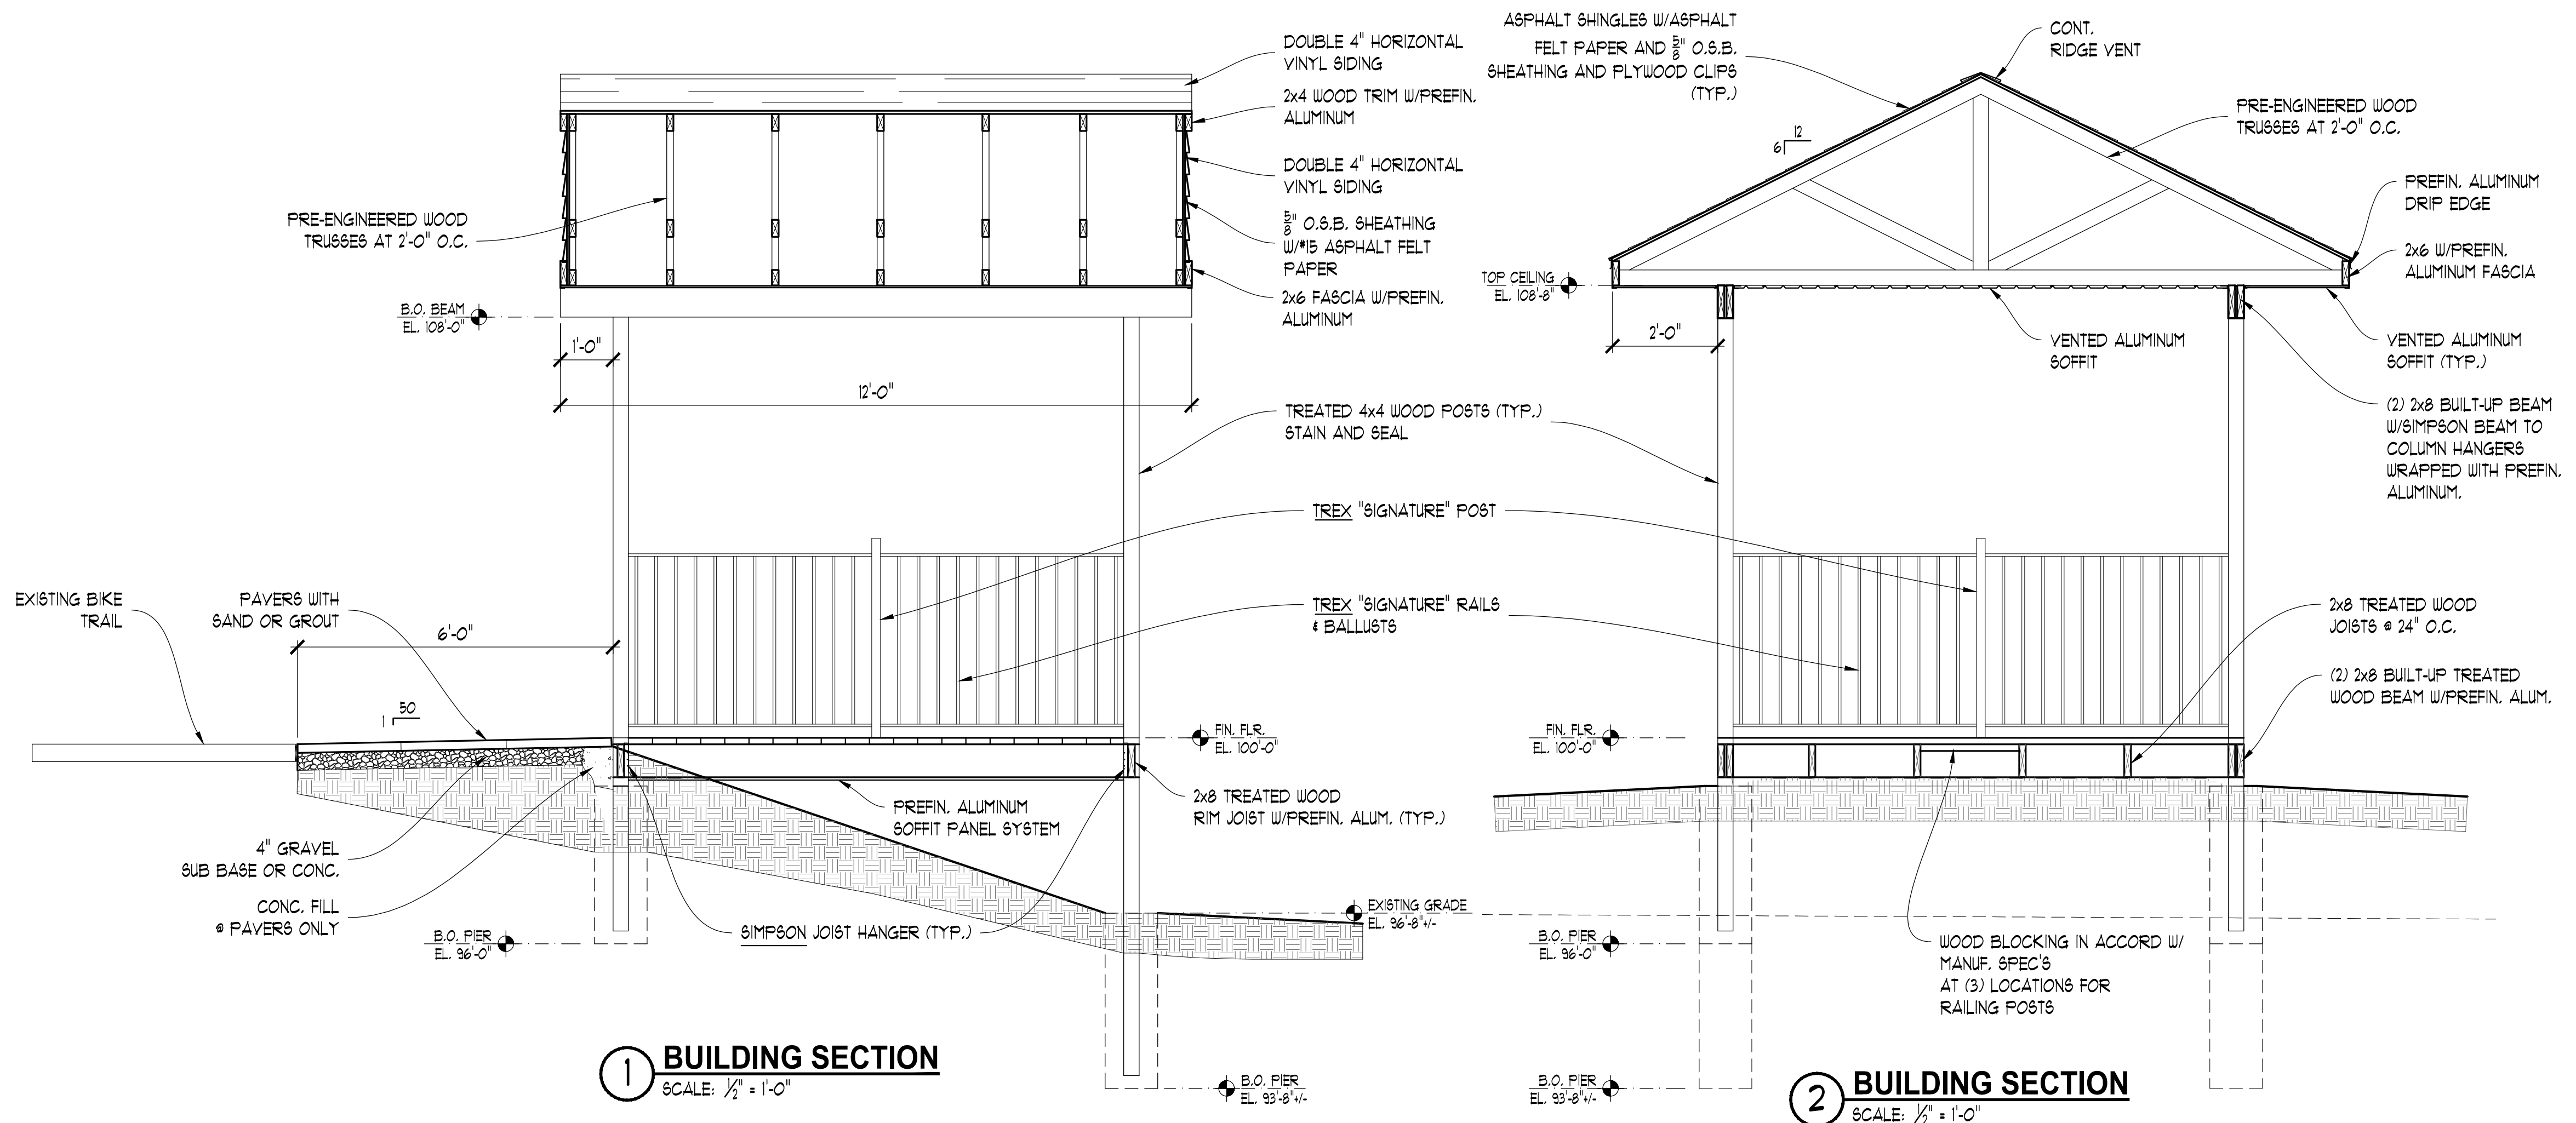 DOUBLE 4" HORIZONTAL
VINYL SIDING
2x4 WOOD TRIM W/PREFIN.
ALUMINUM
DOUBLE 4" HORIZONTAL
VINYL SIDING
5/8" O.S.B. SHEATHING
W/#15 ASPHALT FELT
PAPER
2x6 FASCIA W/PREFIN.
ALUMINUM
PRE-ENGINEERED WOOD
TRUSSES AT 2'-0" O.C.
B.O. BEAM
EL. 108'-0"
1'-0"
12'-0"
TREATED 4x4 WOOD POSTS (TYP.)
STAIN AND SEAL
TREX "SIGNATURE" POST
TREX "SIGNATURE" RAILS
& BALLUSTS
EXISTING BIKE
TRAIL
PAVERS WITH
SAND OR GROUT
6'-0"
50
1
FIN. FLR.
EL. 100'-0"
PREFIN. ALUMINUM
SOFFIT PANEL SYSTEM
2x8 TREATED WOOD
RIM JOIST W/PREFIN. ALUM. (TYP.)
4" GRAVEL
SUB BASE OR CONC.
CONC. FILL
@ PAVERS ONLY
B.O. PIER
EL. 96'-0"
SIMPSON JOIST HANGER (TYP.)
EXISTING GRADE
EL. 96'-8"+/-
B.O. PIER
EL. 93'-8"+/-
1
BUILDING SECTION
SCALE: 1/2" = 1'-0"
ASPHALT SHINGLES W/ASPHALT
FELT PAPER AND 5/8" O.S.B.
SHEATHING AND PLYWOOD CLIPS
(TYP.)
CONT.
RIDGE VENT
12
6
PRE-ENGINEERED WOOD
TRUSSES AT 2'-0" O.C.
PREFIN. ALUMINUM
DRIP EDGE
2x6 W/PREFIN.
ALUMINUM FASCIA
TOP CEILING
EL. 108'-8"
2'-0"
VENTED ALUMINUM
SOFFIT
VENTED ALUMINUM
SOFFIT (TYP.)
(2) 2x8 BUILT-UP BEAM
W/SIMPSON BEAM TO
COLUMN HANGERS
WRAPPED WITH PREFIN.
ALUMINUM.
2x8 TREATED WOOD
JOISTS @ 24" O.C.
(2) 2x8 BUILT-UP TREATED
WOOD BEAM W/PREFIN. ALUM.
FIN. FLR.
EL. 100'-0"
B.O. PIER
EL. 96'-0"
WOOD BLOCKING IN ACCORD W/
MANUF. SPEC'S
AT (3) LOCATIONS FOR
RAILING POSTS
B.O. PIER
EL. 93'-8"+/-
2
BUILDING SECTION
SCALE: 1/2" = 1'-0"